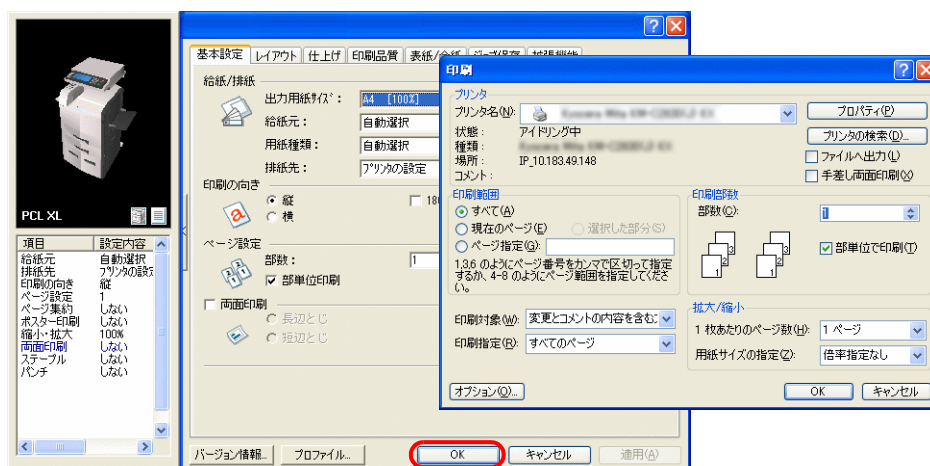 PCL XL
項目 設定内容
給紙元 自動選択
排紙先 プリンタの設定
印刷の向き 縦
ページ設定 1
ページ集約 しない
ポスター印刷 しない
縮小・拡大 100%
両面印刷 しない
ステープル しない
パンチ しない
基本設定 レイアウト 仕上げ 印刷品質
給紙/排紙
出力用紙サイズ: A4 [100%]
給紙元: 自動選択
用紙種類: 自動選択
排紙先: プリンタの設定
印刷の向き
縦
横
ページ設定
部数: 1
部単位印刷
両面印刷
長辺とじ
短辺とじ
バージョン情報... プロファイル... OK キャンセル 適用(A)
印刷
プリンタ
プリンタ名(N):
プロパティ(P)
状態: アイドリング中
プリンタの検索(D)...
種類:
場所: IP_10.183.49.148
ファイルへ出力(L)
コメント:
手差し両面印刷(X)
印刷範囲
すべて(A)
現在のページ(E) 選択した部分(S)
ページ指定(G):
1,3,6 のようにページ番号をカンマで区切って指定
するか、4-8 のようにページ範囲を指定してくださ
い。
印刷部数
部数(C): 1
3
2
1
3
2
1
部単位で印刷(T)
印刷対象(W): 変更とコメントの内容を含む
印刷指定(R): すべてのページ
拡大/縮小
1 枚あたりのページ数(H): 1 ページ
用紙サイズの指定(Z): 倍率指定なし
オプション(O)... OK キャンセル